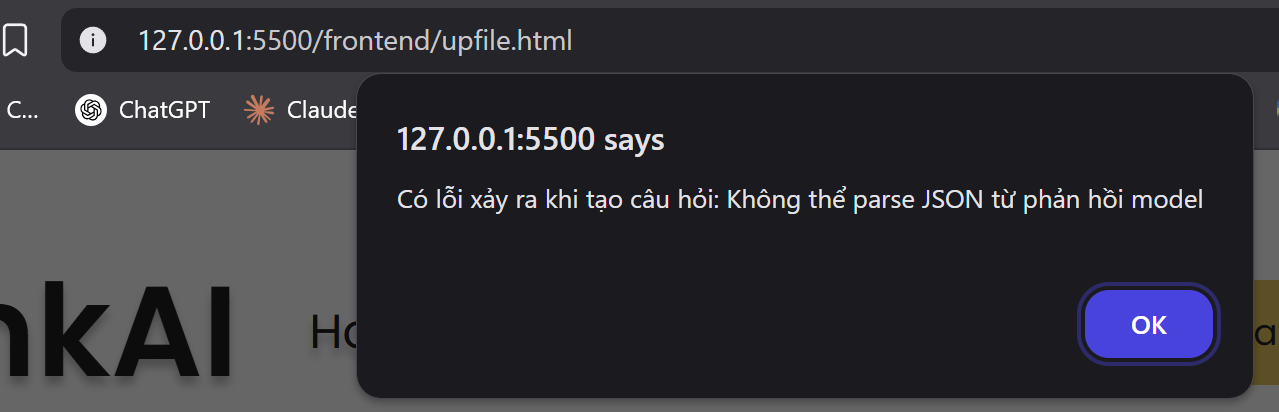 127.0.0.1:5500/frontend/upfile.html
C... ChatGPT Claude
127.0.0.1:5500 says
Có lỗi xảy ra khi tạo câu hỏi: Không thể parse JSON từ phản hồi model
nkAI
Ho
OK
a